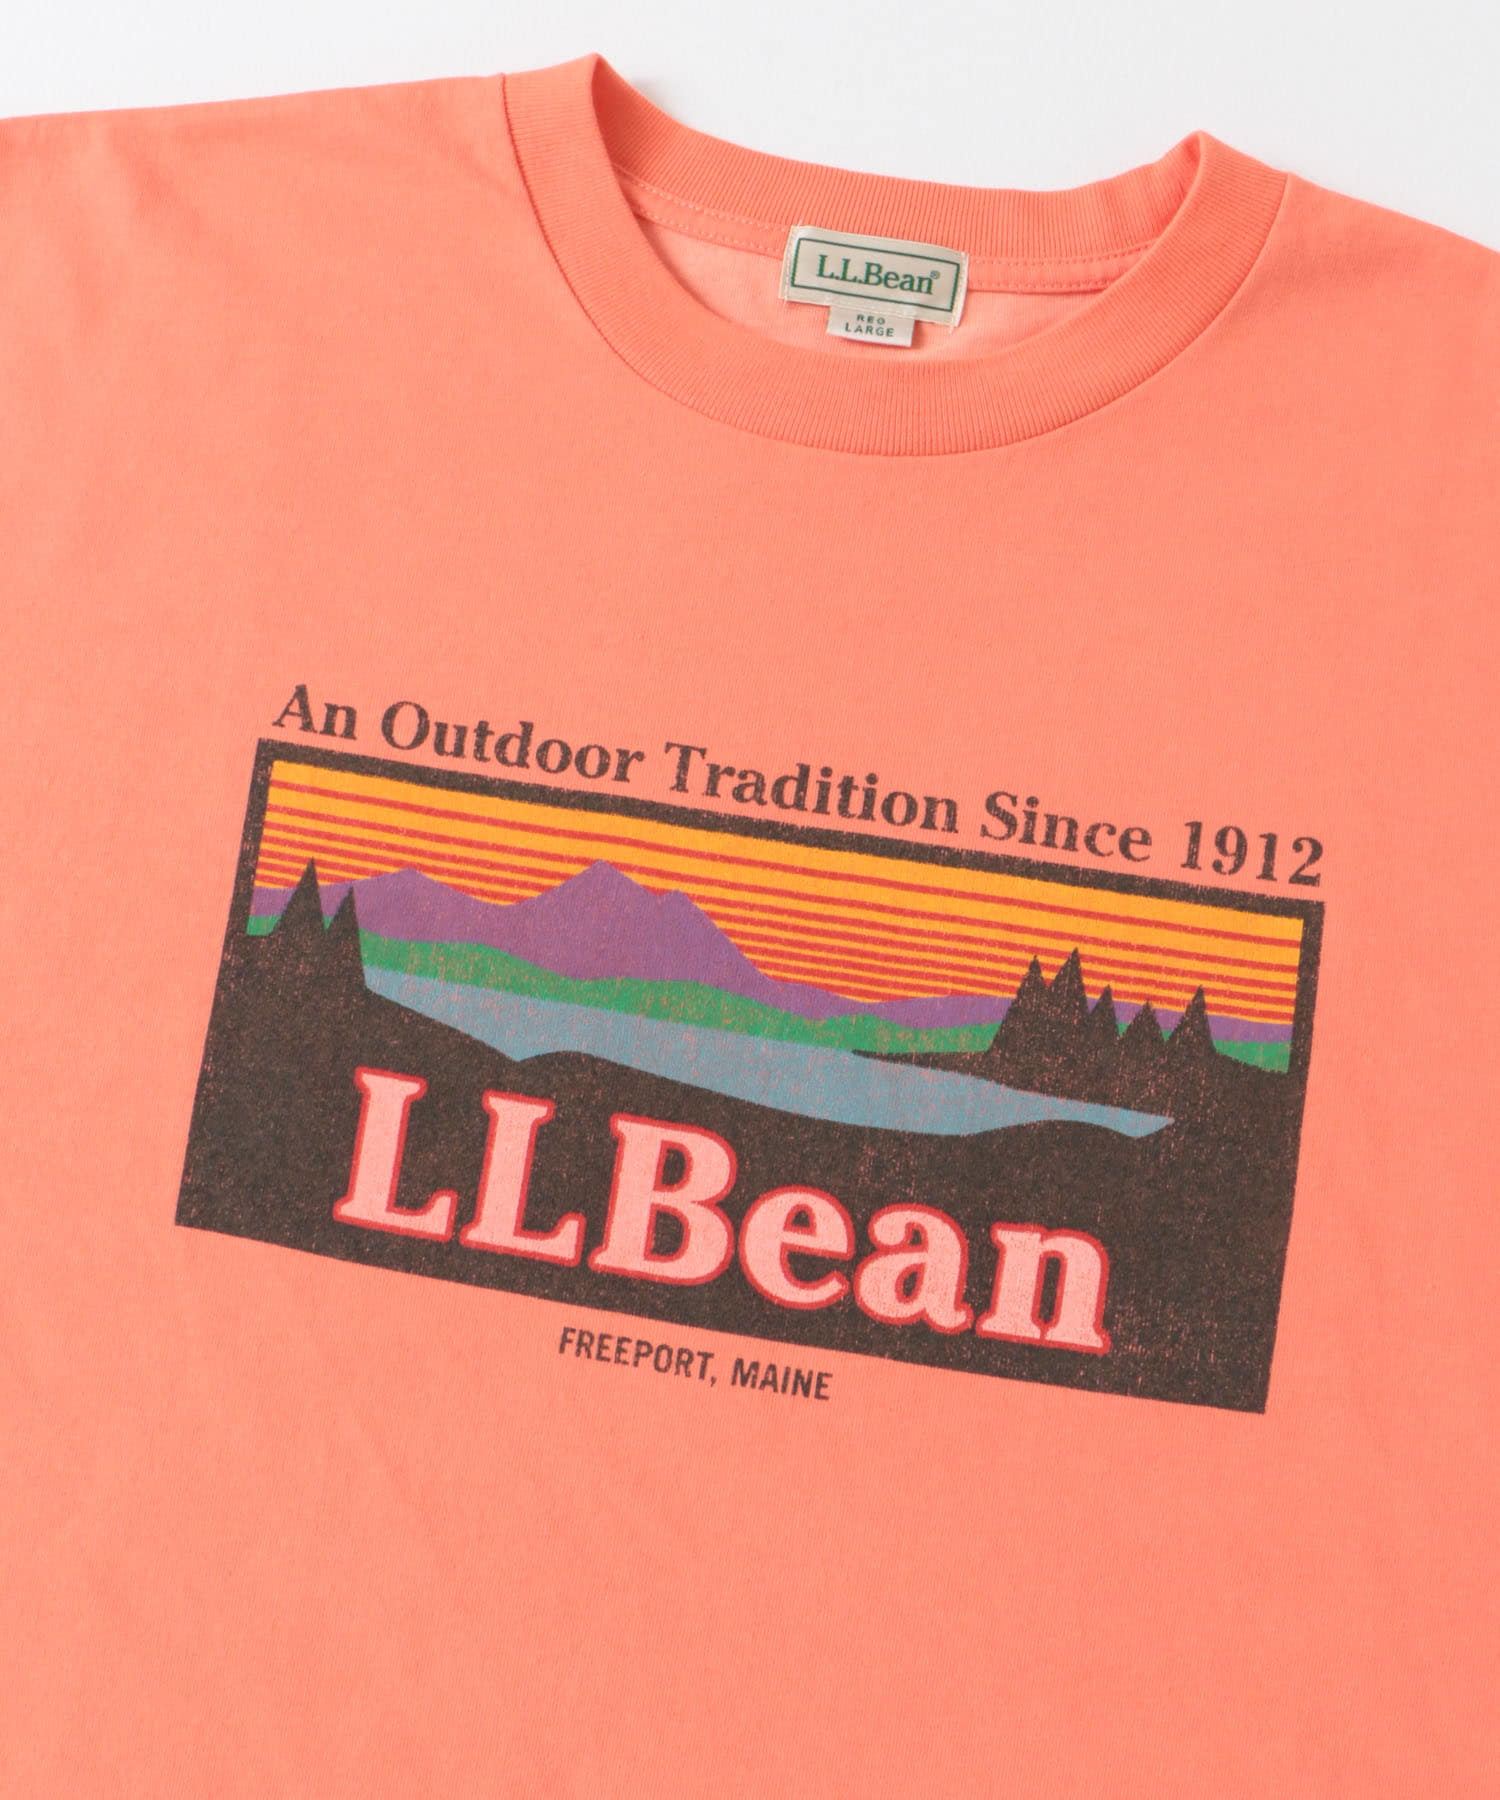 L.L.Bean®
REG
LARGE
An Outdoor Tradition Since 1912
LLBean
FREEPORT, MAINE